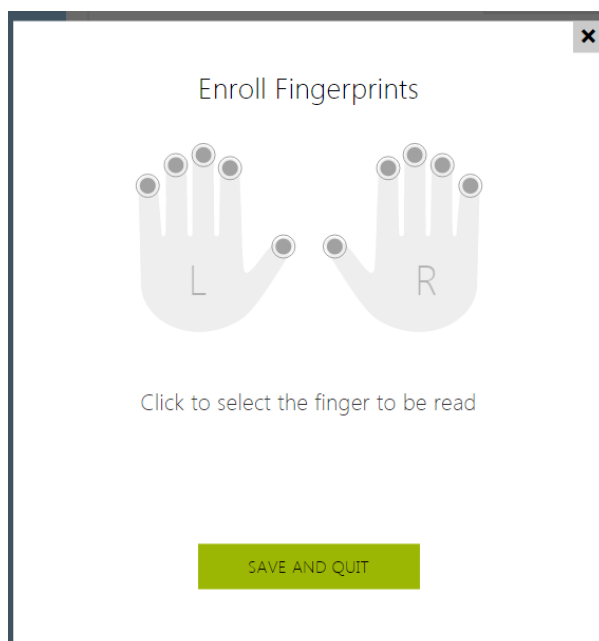 Enroll Fingerprints
L
R
Click to select the finger to be read
SAVE AND QUIT